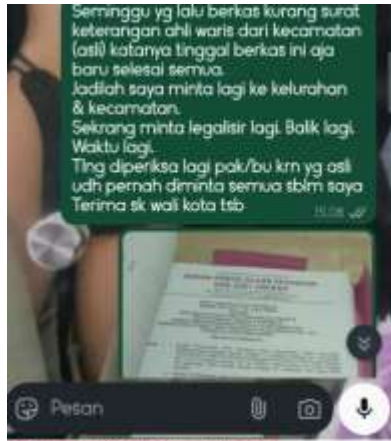 Seminggu yg lalu berkas kurang surat
keterangan ahli waris dari kecamatan
(asli) katanya tinggal berkas ini aja
baru selesai semua.
Jadilah saya minta lagi ke kelurahan
& kecamatan.
Sekrang minta legalisir lagi. Balik lagi.
Waktu lagi.
Tlng diperiksa lagi pak/bu krn yg asli
udh pernah diminta semua sblm saya
Terima sk wali kota tsb
15.08
Pesan